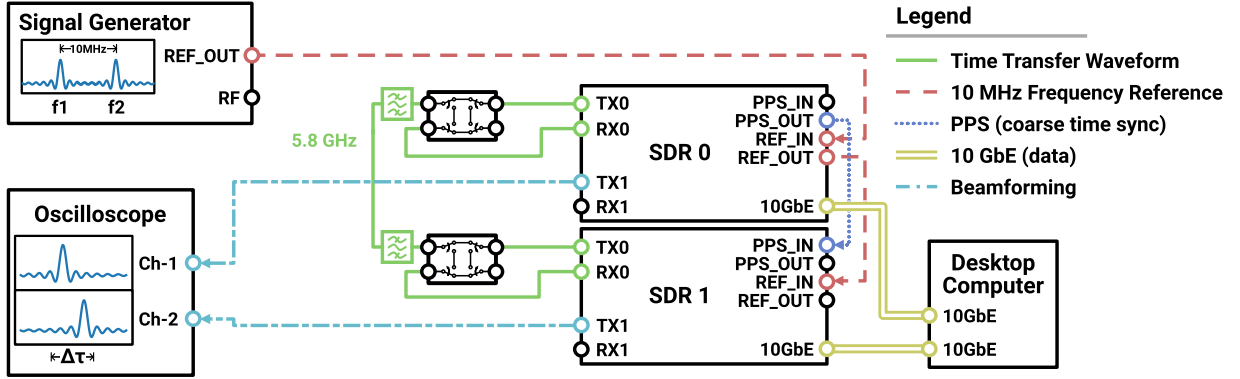 Signal Generator
10MHz
f1 f2
REF_OUT
RF
5.8 GHz
Oscilloscope
Ch-1
Ch-2
Δτ
TX0
RX0
SDR 0
TX1
RX1
PPS_IN
PPS_OUT
REF_IN
REF_OUT
10GbE
TX0
RX0
SDR 1
TX1
RX1
PPS_IN
PPS_OUT
REF_IN
REF_OUT
10GbE
Desktop
Computer
10GbE
10GbE
Legend
Time Transfer Waveform
10 MHz Frequency Reference
PPS (coarse time sync)
10 GbE (data)
Beamforming